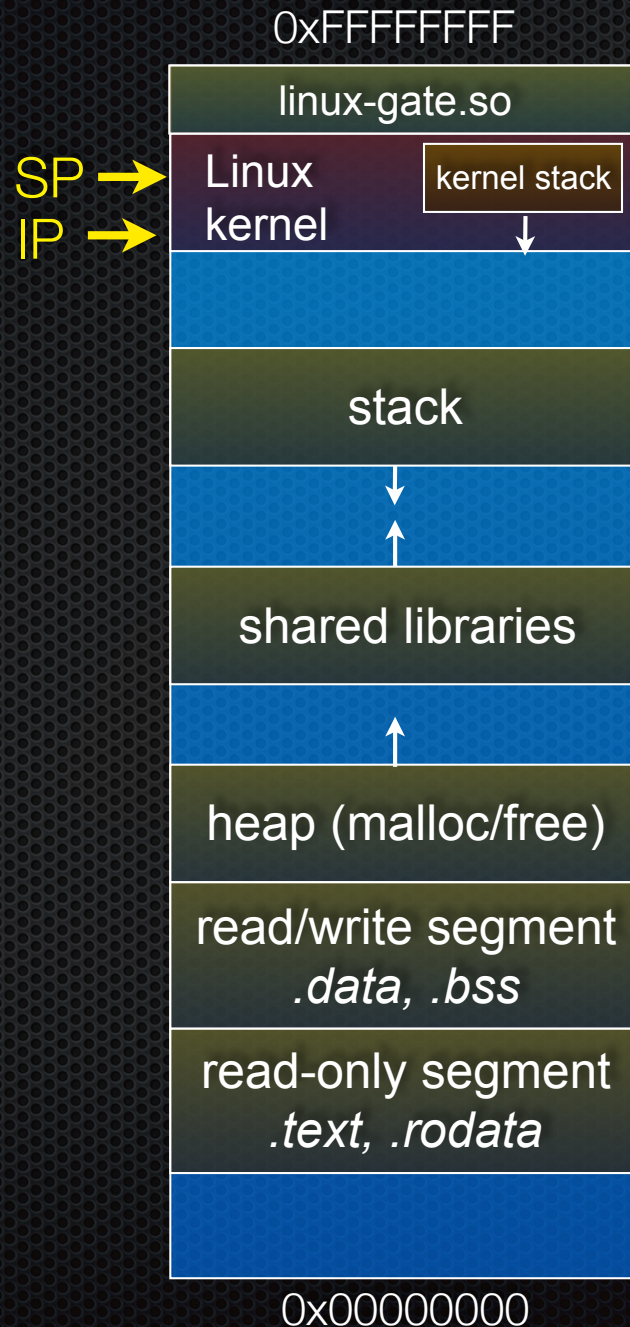 0xFFFFFFFF
linux-gate.so
SP
Linux
kernel
kernel stack
IP
stack
shared libraries
heap (malloc/free)
read/write segment
.data, .bss
read-only segment
.text, .rodata
0x00000000